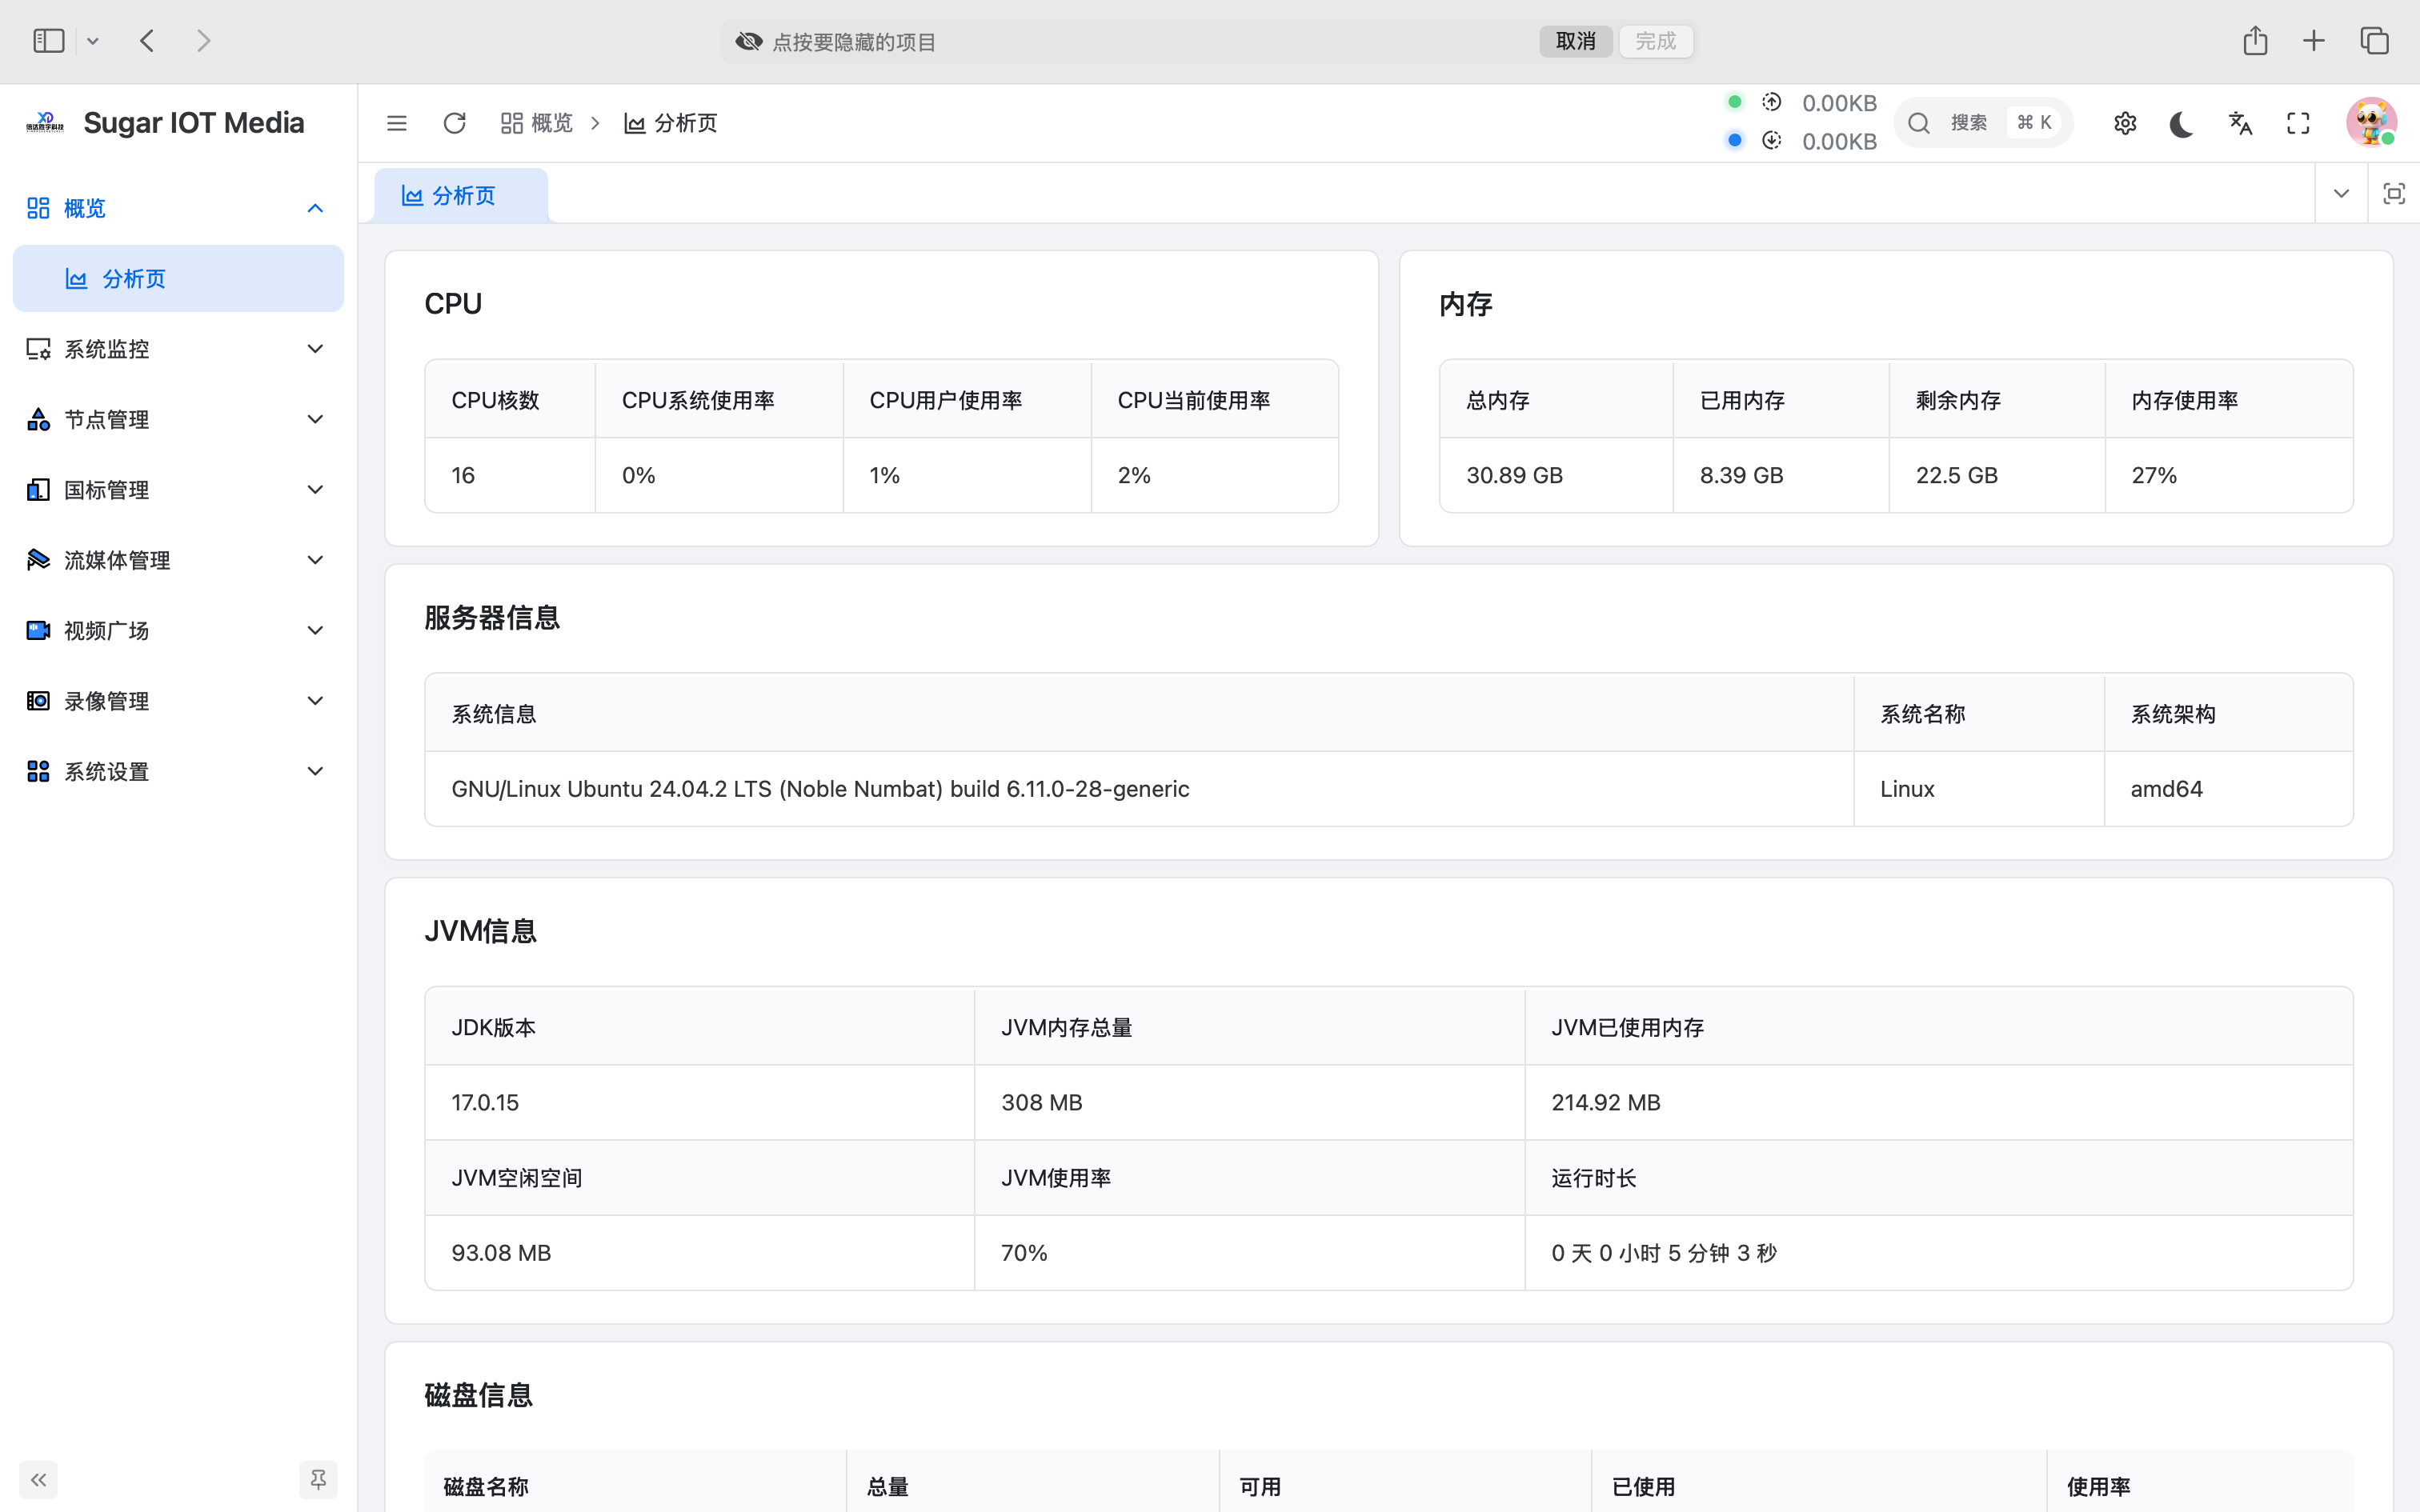 点按要隐藏的项目
取消
完成
Sugar IOT Media
概览
分析页
0.00KB
0.00KB
搜索
⌘ K
概览
分析页
系统监控
节点管理
国标管理
流媒体管理
视频广场
录像管理
系统设置
分析页
CPU
CPU核数 CPU系统使用率 CPU用户使用率 CPU当前使用率
16 0% 1% 2%
内存
总内存 已用内存 剩余内存 内存使用率
30.89 GB 8.39 GB 22.5 GB 27%
服务器信息
系统信息 系统名称 系统架构
GNU/Linux Ubuntu 24.04.2 LTS (Noble Numbat) build 6.11.0-28-generic Linux amd64
JVM信息
JDK版本 JVM内存总量 JVM已使用内存
17.0.15 308 MB 214.92 MB
JVM空闲空间 JVM使用率 运行时长
93.08 MB 70% 0 天 0 小时 5 分钟 3 秒
磁盘信息
磁盘名称 总量 可用 已使用 使用率